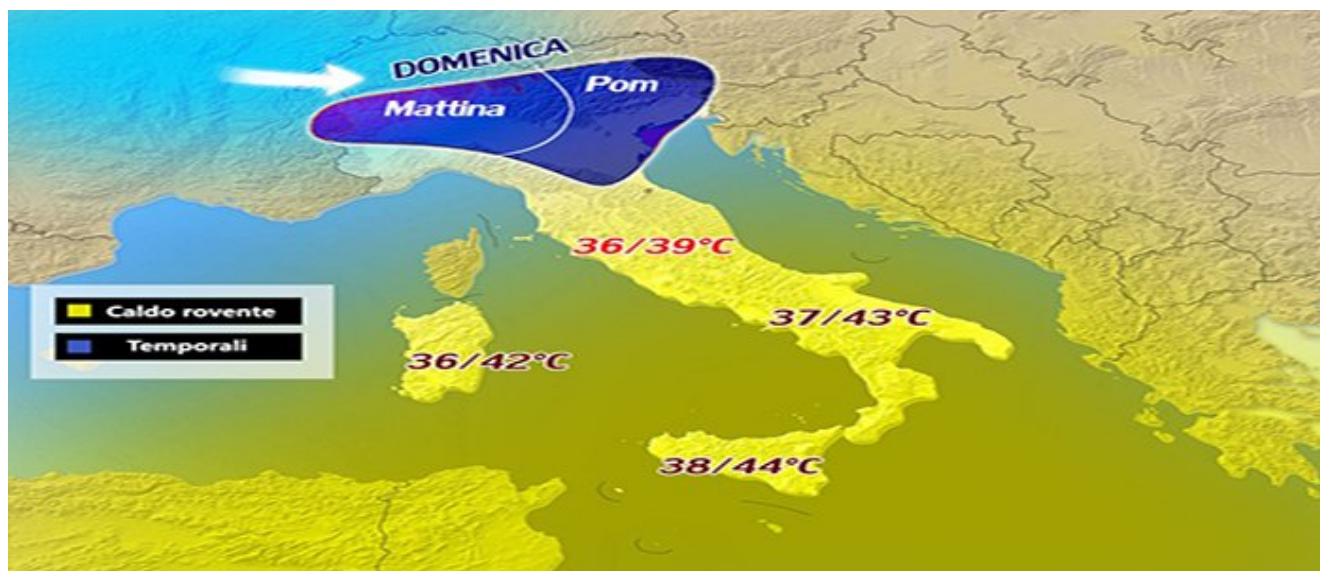 DOMENICA
Mattina
Pom
36/39°C
37/43°C
36/42°C
38/44°C
Caldo rovente
Temporali